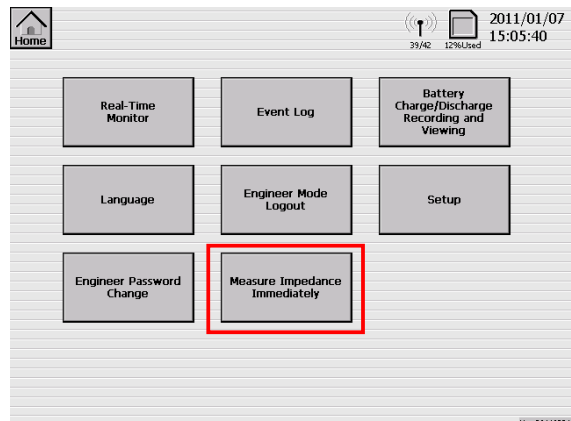 Home
39/42
12%Used
2011/01/07
15:05:40
Real-Time
Monitor
Event Log
Battery
Charge/Discharge
Recording and
Viewing
Language
Engineer Mode
Logout
Setup
Engineer Password
Change
Measure Impedance
Immediately